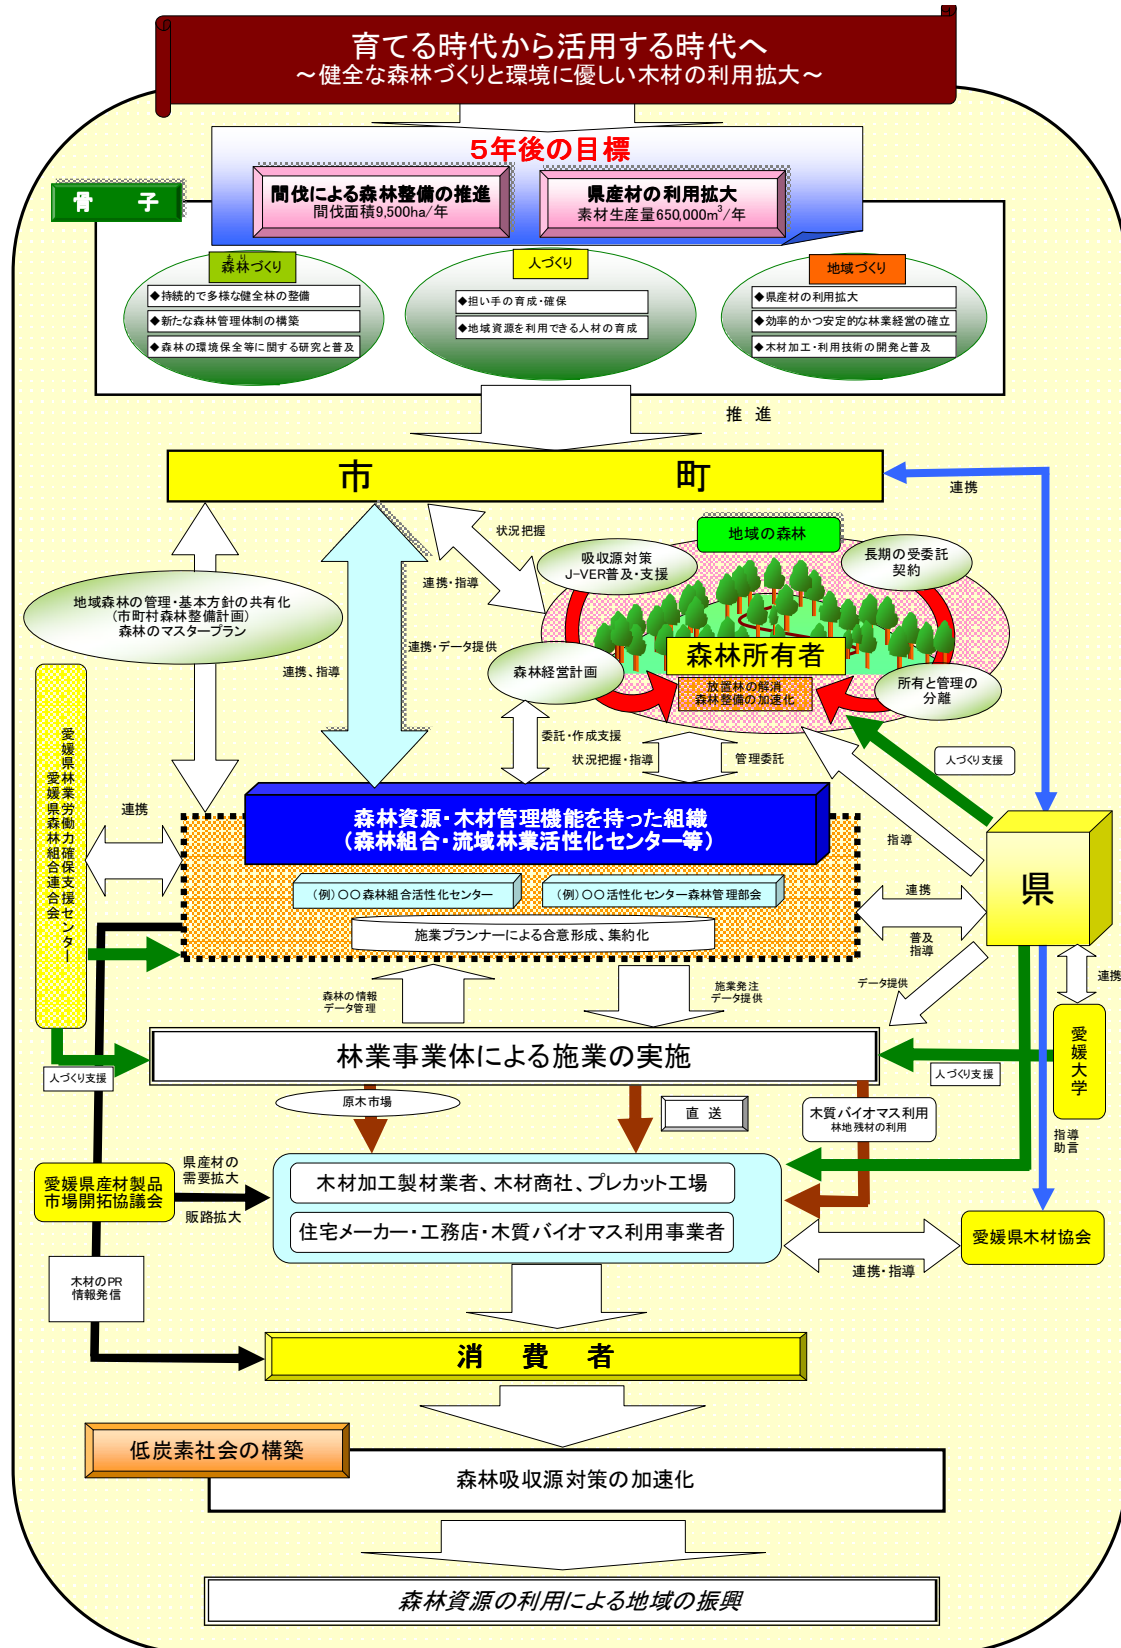 育てる時代から活用する時代へ
～健全な森林づくりと環境に優しい木材の利用拡大～
5年後の目標
間伐による森林整備の推進
間伐面積9,500ha/年
県産材の利用拡大
素材生産量650,000m³/年
骨　子
もり
森林づくり
◆持続的で多様な健全林の整備
◆新たな森林管理体制の構築
◆森林の環境保全等に関する研究と普及
人づくり
◆担い手の育成・確保
◆地域資源を利用できる人材の育成
地域づくり
◆県産材の利用拡大
◆効率的かつ安定的な林業経営の確立
◆木材加工・利用技術の開発と普及
推 進
市　町
連携
状況把握
地域の森林
吸収源対策
J-VER普及・支援
長期の受委託
契約
連携・指導
地域森林の管理・基本方針の共有化
(市町村森林整備計画)
森林のマスタープラン
連携・データ提供
連携、指導
森林所有者
放置林の解消
森林整備の加速化
森林経営計画
所有と管理の
分離
委託・作成支援
状況把握・指導
管理委託
人づくり支援
愛媛県林業労働力確保支援センター
愛媛県森林組合連合会
連携
森林資源・木材管理機能を持った組織
(森林組合・流域林業活性化センター等)
(例)〇〇森林組合活性化センター
(例)〇〇活性化センター森林管理部会
施業プランナーによる合意形成、集約化
指導
県
連携
普及
指導
データ提供
連携
森林の情報
データ管理
施業発注
データ提供
愛媛大学
林業事業体による施業の実施
人づくり支援
人づくり支援
原木市場
直 送
木質バイオマス利用
林地残材の利用
指導
助言
愛媛県産材製品
市場開拓協議会
県産材の
需要拡大
販路拡大
木材加工製材業者、木材商社、プレカット工場
住宅メーカー・工務店・木質バイオマス利用事業者
愛媛県木材協会
連携・指導
木材のPR
情報発信
消　費　者
低炭素社会の構築
森林吸収源対策の加速化
森林資源の利用による地域の振興